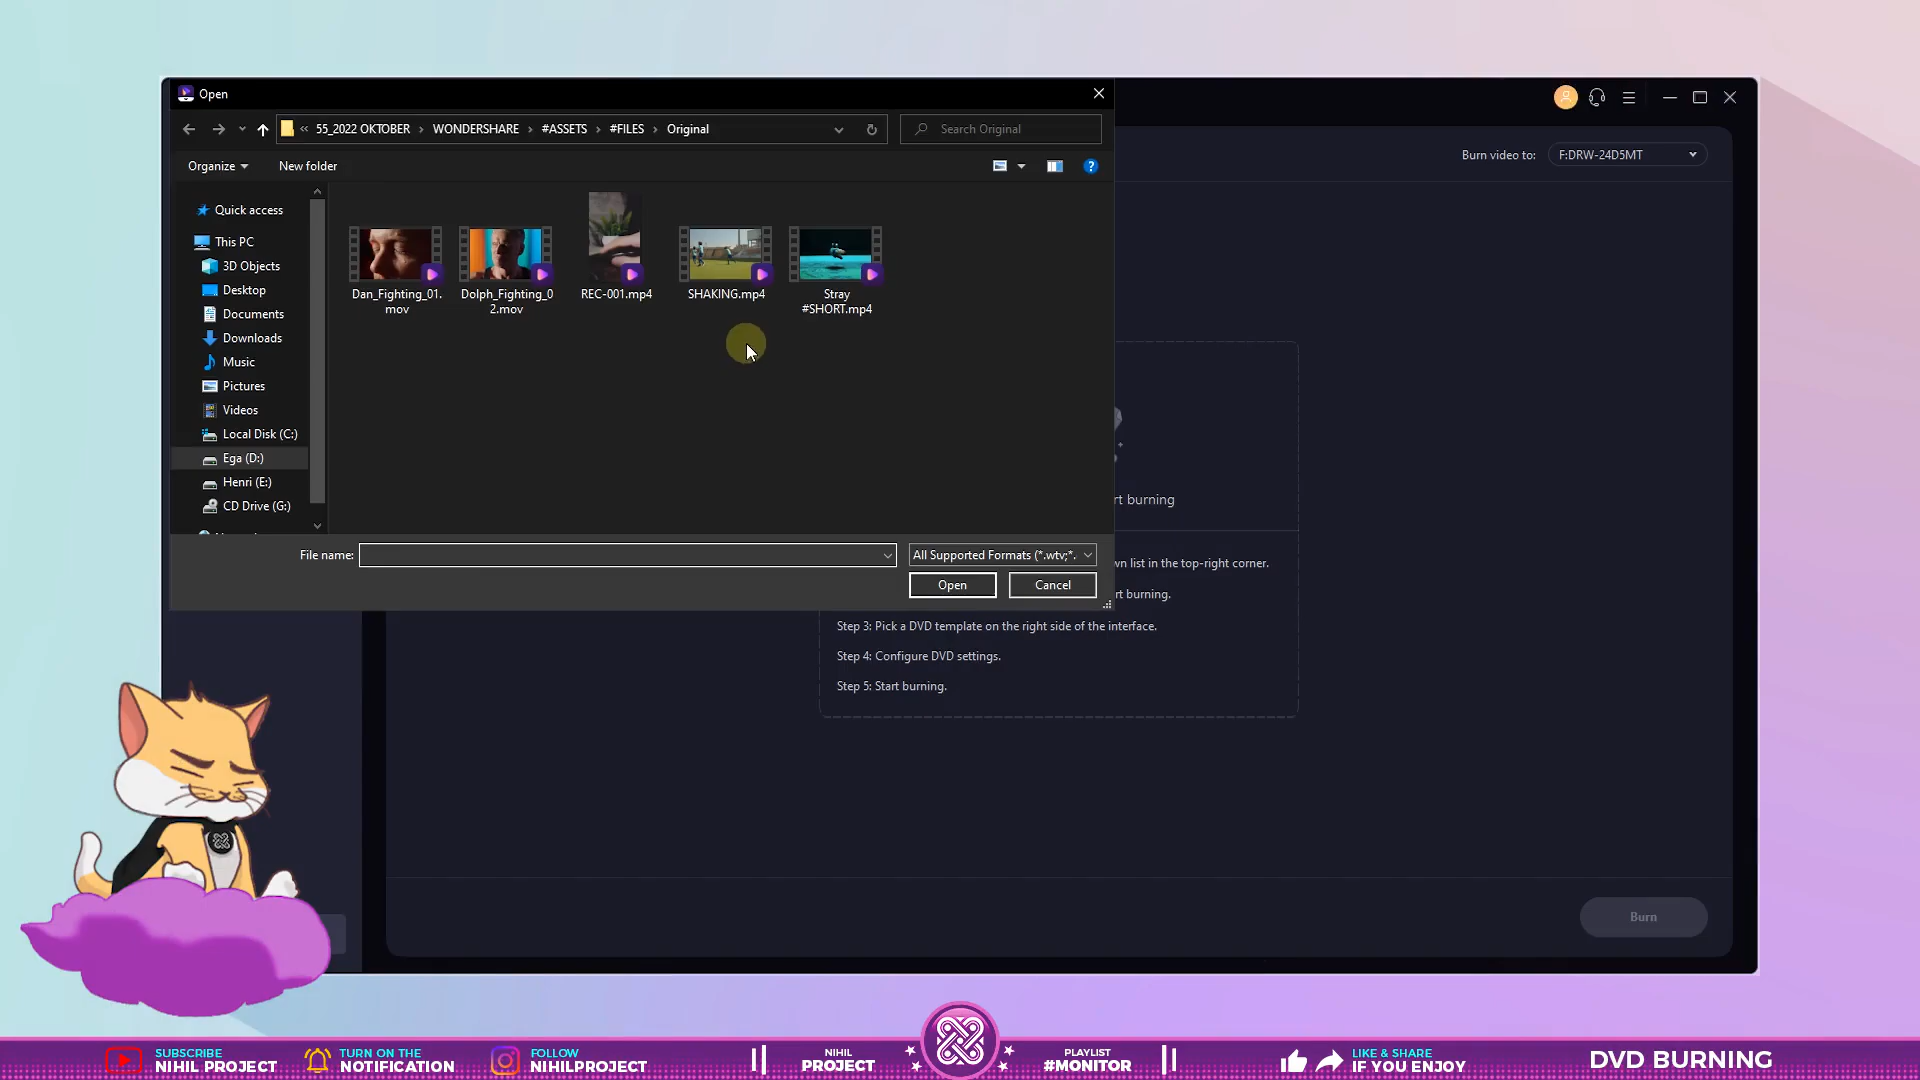 Open
« 55_2022 OKTOBER › WONDERSHARE › #ASSETS › #FILES › Original
Search Original
Organize
New folder
Burn video to:
F:DRW-24D5MT
Quick access
This PC
3D Objects
Desktop
Documents
Downloads
Music
Pictures
Videos
Local Disk (C:)
Ega (D:)
Henri (E:)
CD Drive (G:)
Dan_Fighting_01.
mov
Dolph_Fighting_0
2.mov
REC-001.mp4
SHAKING.mp4
Stray
#SHORT.mp4
File name:
All Supported Formats (*.wtv;*.
Open
Cancel
rt burning
wn list in the top-right corner.
rt burning.
Step 3: Pick a DVD template on the right side of the interface.
Step 4: Configure DVD settings.
Step 5: Start burning.
Burn
SUBSCRIBE
NIHIL PROJECT
TURN ON THE
NOTIFICATION
FOLLOW
NIHILPROJECT
NIHIL
PROJECT
PLAYLIST
#MONITOR
LIKE & SHARE
IF YOU ENJOY
DVD BURNING